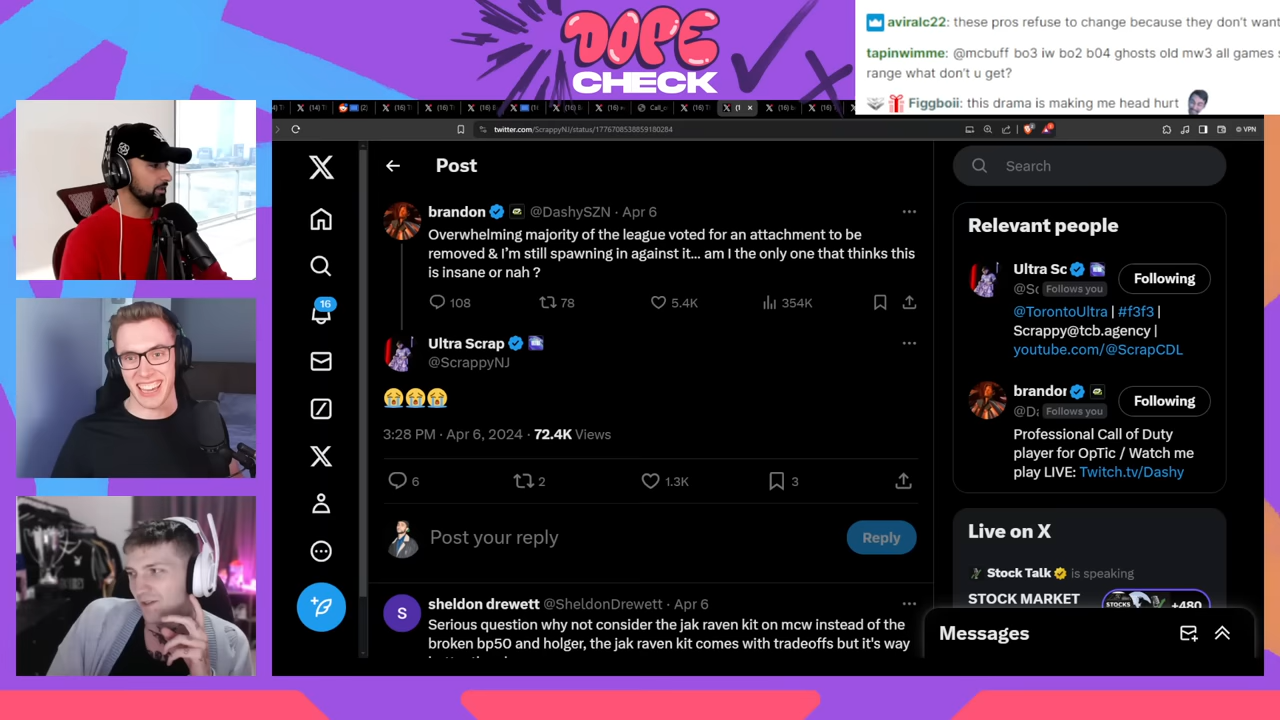 DOPE
CHECK
aviralc22: these pros refuse to change because they don't want
tapinwimme: @mcbuff bo3 iw bo2 b04 ghosts old mw3 all games s
range what don't u get?
Figgboii: this drama is making me head hurt
twitter.com/ScrappyNJ/status/1776708538859180284
VPN
Post
Search
brandon @DashySZN · Apr 6
Overwhelming majority of the league voted for an attachment to be
removed & I'm still spawning in against it... am I the only one that thinks this
is insane or nah ?
108 78 5.4K 354K
Ultra Scrap
@ScrappyNJ
😭😭😭
3:28 PM · Apr 6, 2024 · 72.4K Views
6 2 1.3K 3
Post your reply
Reply
S
sheldon drewett @SheldonDrewett · Apr 6
Serious question why not consider the jak raven kit on mcw instead of the
broken bp50 and holger, the jak raven kit comes with tradeoffs but it's way
16
Relevant people
Ultra Sc
@Sc Follows you
Following
@TorontoUltra | #f3f3 |
Scrappy@tcb.agency |
youtube.com/@ScrapCDL
brandon
@Da Follows you
Following
Professional Call of Duty
player for OpTic / Watch me
play LIVE: Twitch.tv/Dashy
Live on X
Stock Talk is speaking
STOCK MARKET
STOCKS
+480
Messages